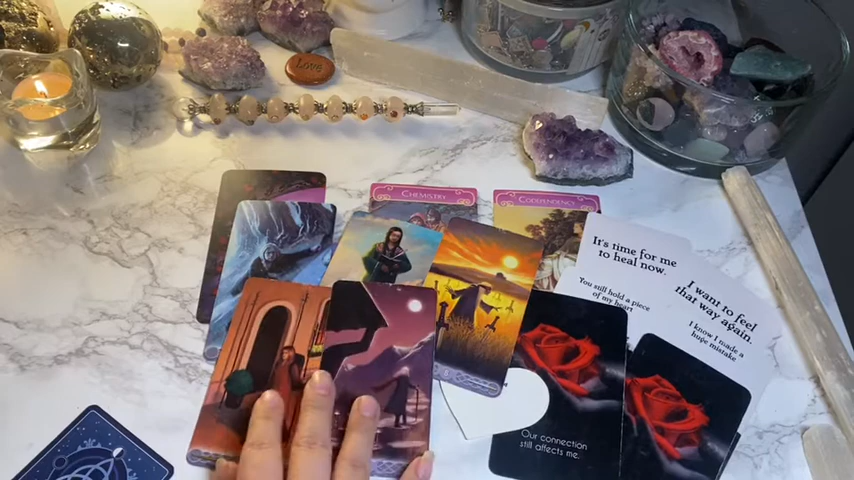 Love
CHEMISTRY
CODEPENDENCY
It's time for me
to heal now.
You still hold a piece
of my heart.
I want to feel
that way again.
I know I made a
huge mistake.
Our connection
still affects me.